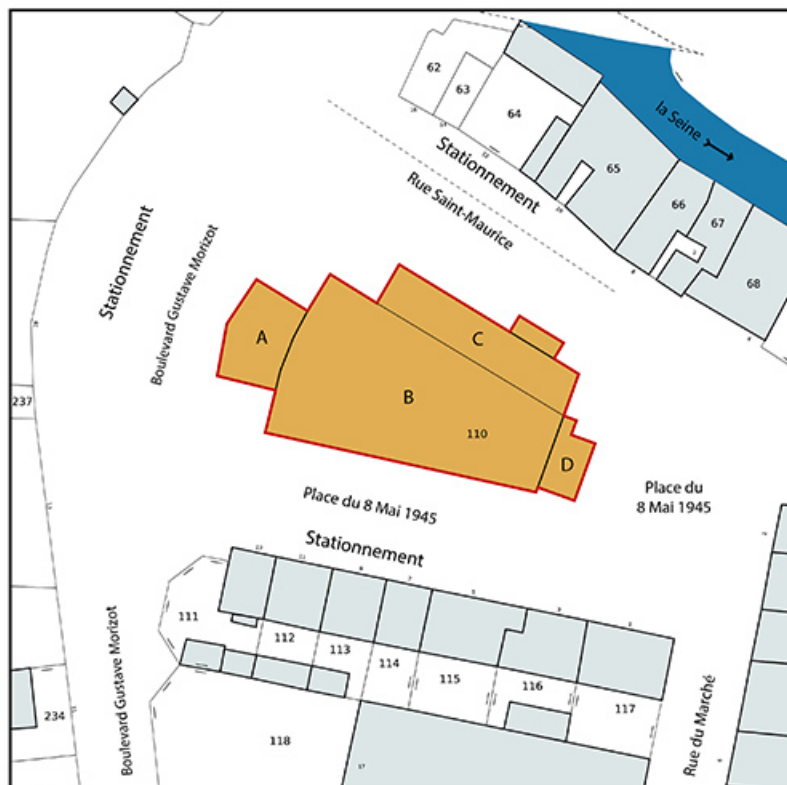 62
63
64
la Seine
Stationnement
65
Rue Saint-Maurice
66
67
68
Stationnement
Boulevard Gustave Morizot
A
C
B
237
110
D
Place du 8 Mai 1945
Place du
8 Mai 1945
Stationnement
111
112
113
114
115
116
117
Boulevard Gustave Morizot
234
118
Rue du Marché